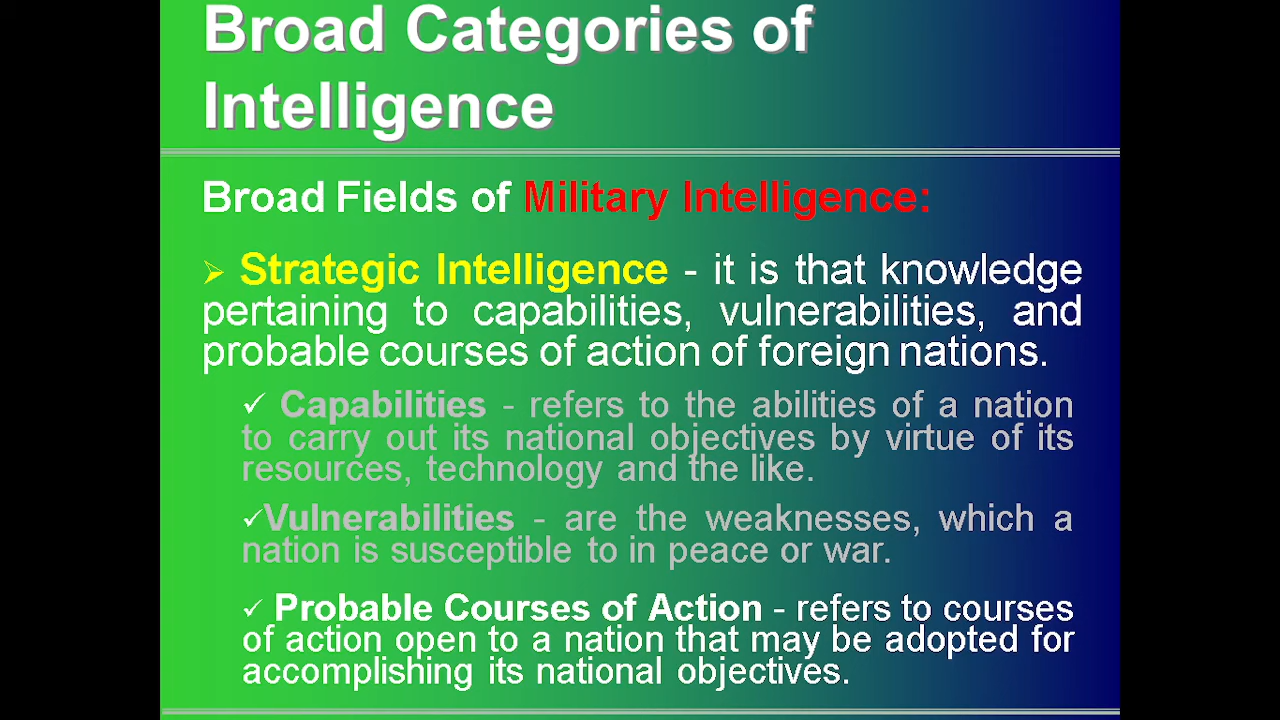 Broad Categories of
Intelligence
Broad Fields of Military Intelligence:
➢ Strategic Intelligence - it is that knowledge
pertaining to capabilities, vulnerabilities, and
probable courses of action of foreign nations.
✓ Capabilities - refers to the abilities of a nation
to carry out its national objectives by virtue of its
resources, technology and the like.
✓Vulnerabilities - are the weaknesses, which a
nation is susceptible to in peace or war.
✓ Probable Courses of Action - refers to courses
of action open to a nation that may be adopted for
accomplishing its national objectives.